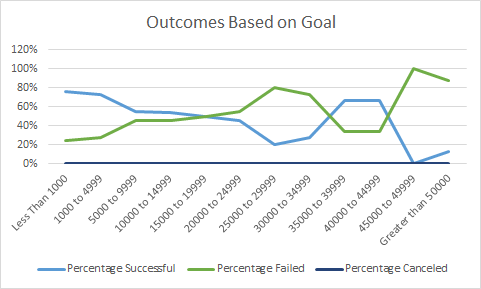 Outcomes Based on Goal
120%
100%
80%
60%
40%
20%
0%
Less Than 1000
1000 to 4999
5000 to 9999
10000 to 14999
15000 to 19999
20000 to 24999
25000 to 29999
30000 to 34999
35000 to 39999
40000 to 44999
45000 to 49999
Greater than 50000
Percentage Successful Percentage Failed Percentage Canceled